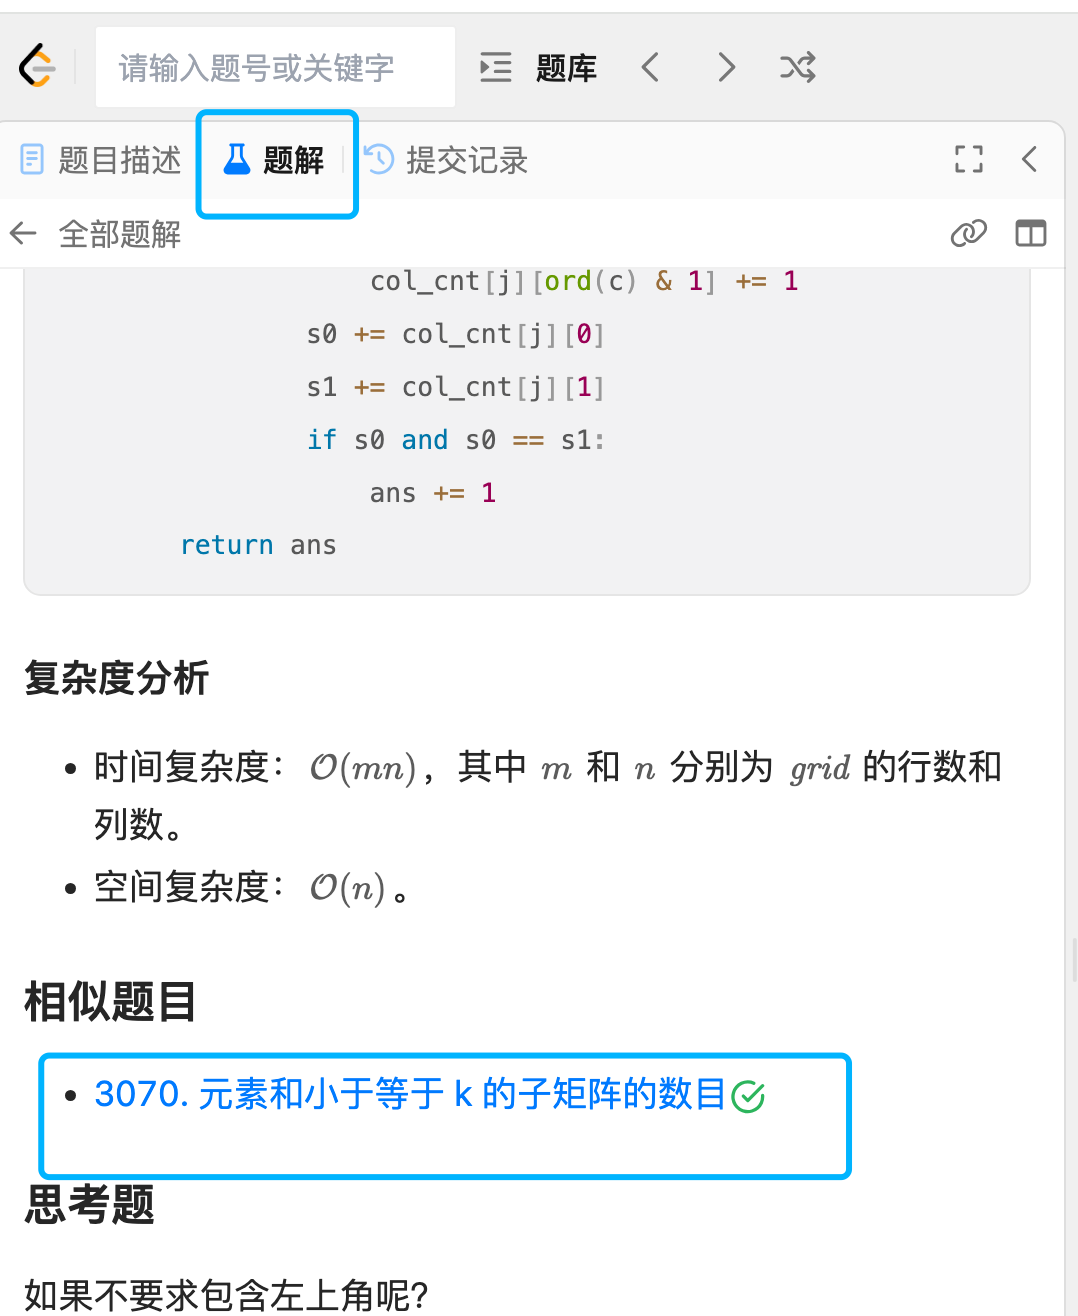 请输入题号或关键字 题库
题目描述 题解 提交记录
全部题解
col_cnt[j][ord(c) & 1] += 1
s0 += col_cnt[j][0]
s1 += col_cnt[j][1]
if s0 and s0 == s1:
ans += 1
return ans
复杂度分析
• 时间复杂度：O(mn)，其中 m 和 n 分别为 grid 的行数和
列数。
• 空间复杂度：O(n)。
相似题目
• 3070. 元素和小于等于 k 的子矩阵的数目
思考题
如果不要求包含左上角呢?